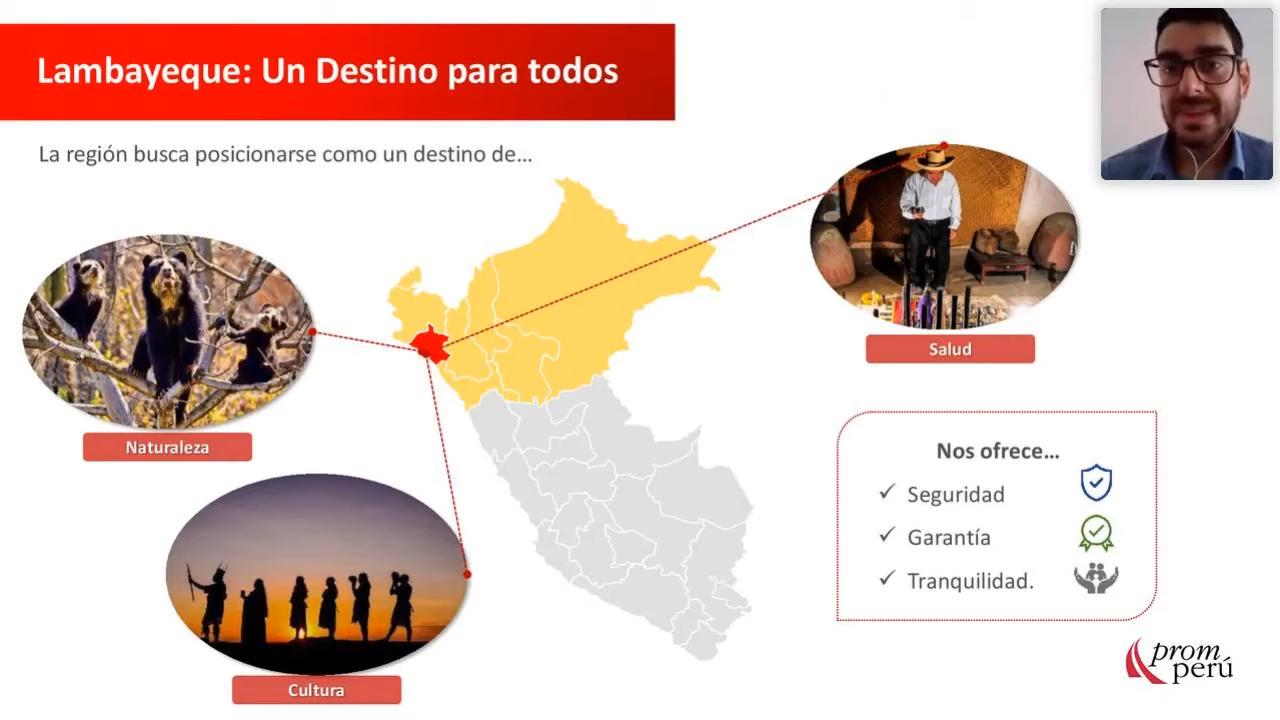 Lambayeque: Un Destino para todos
La región busca posicionarse como un destino de...
Naturaleza
Cultura
Salud
Nos ofrece...
Seguridad
Garantía
Tranquilidad.
prom
perú